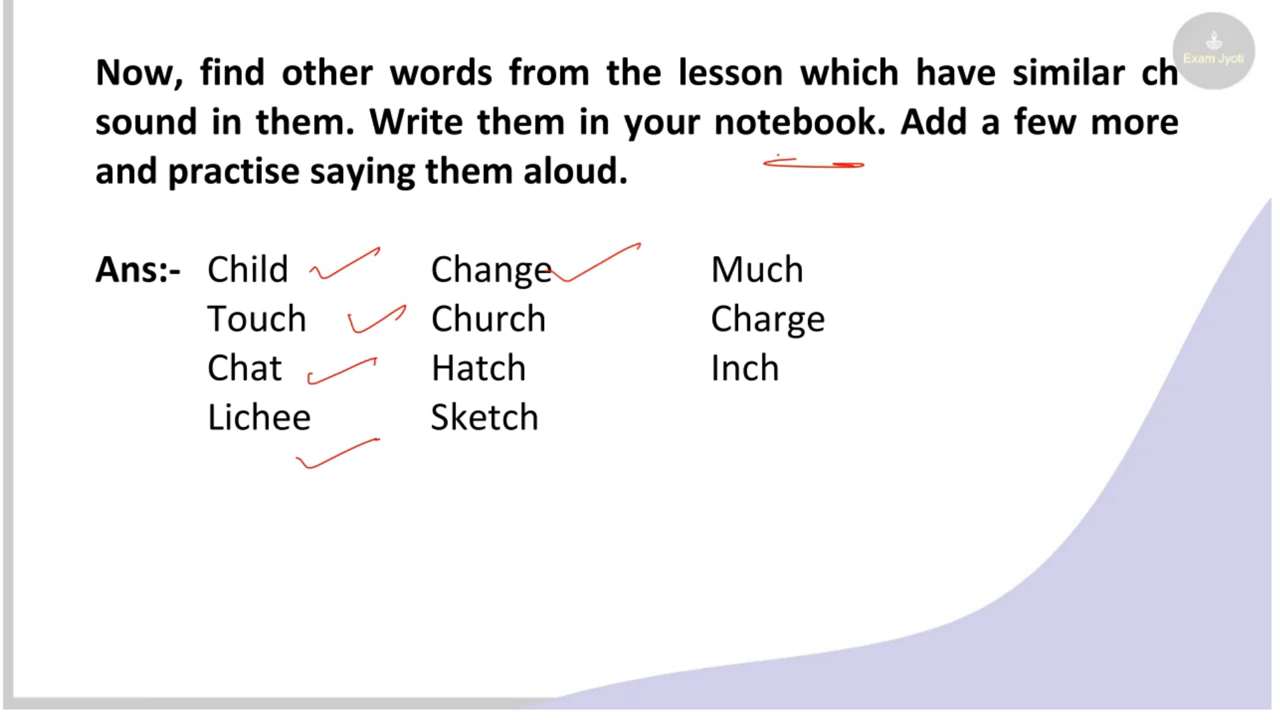 Exam Jyoti
Now, find other words from the lesson which have similar ch
sound in them. Write them in your notebook. Add a few more
and practise saying them aloud.
Ans:- Child Change Much
Touch Church Charge
Chat Hatch Inch
Lichee Sketch